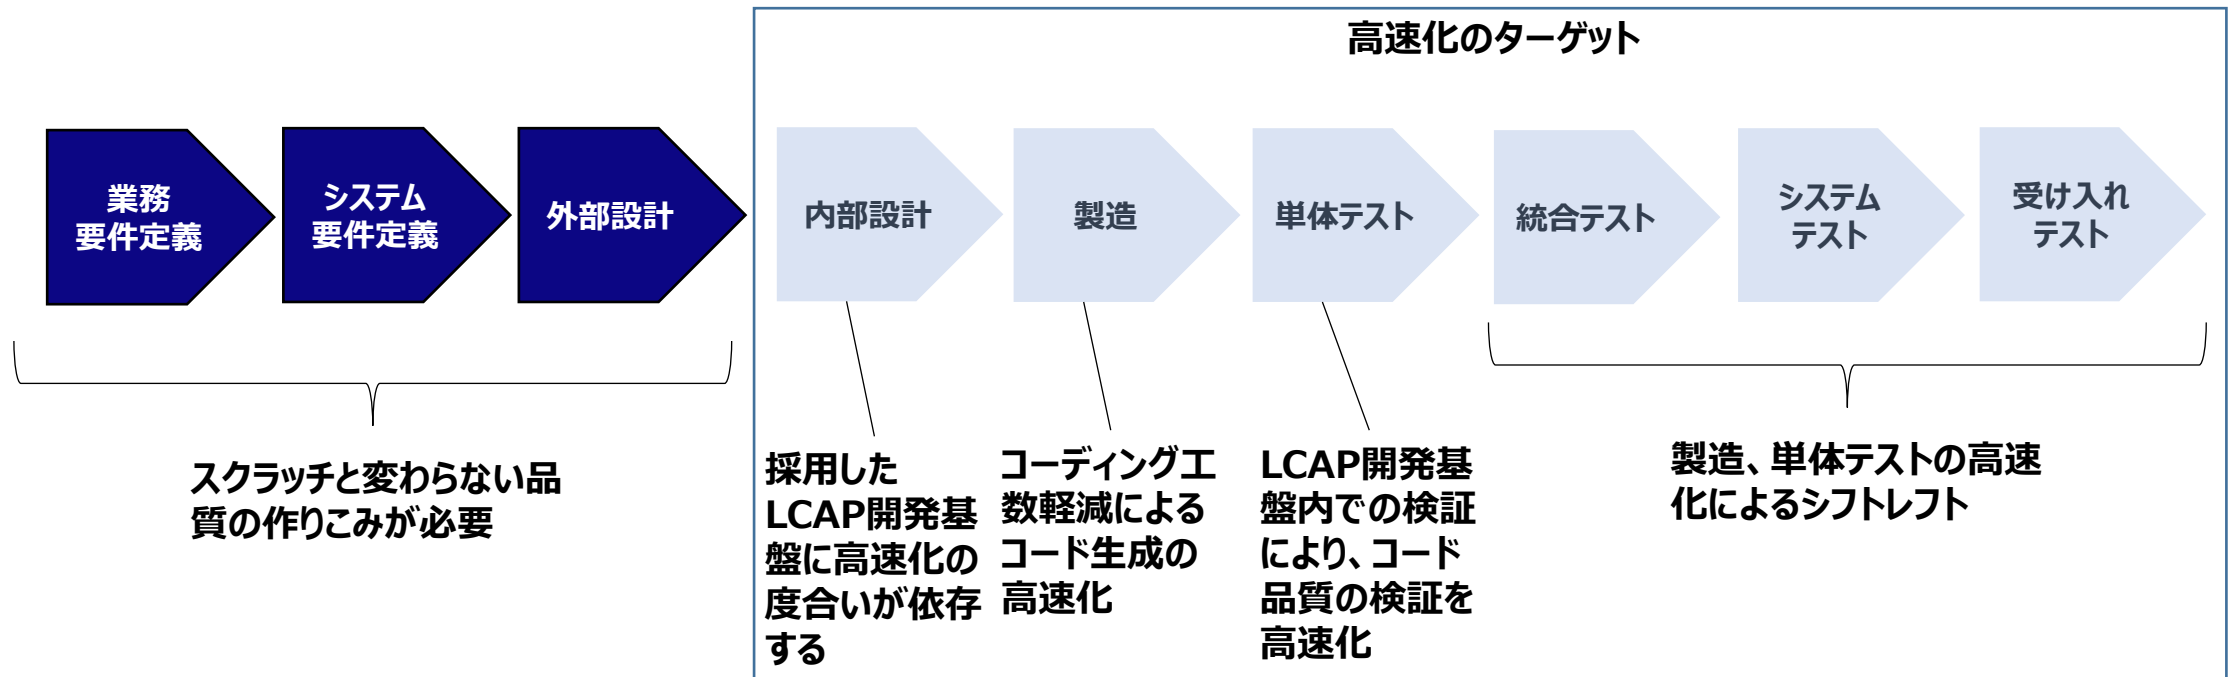 高速化のターゲット
業務
要件定義
システム
要件定義
外部設計
内部設計
製造
単体テスト
統合テスト
システム
テスト
受け入れ
テスト
スクラッチと変わらない品
質の作りこみが必要
採用した
LCAP開発基
盤に高速化の
度合いが依存
する
コーディング工
数軽減による
コード生成の
高速化
LCAP開発基
盤内での検証
により、コード
品質の検証を
高速化
製造、単体テストの高速
化によるシフトレフト